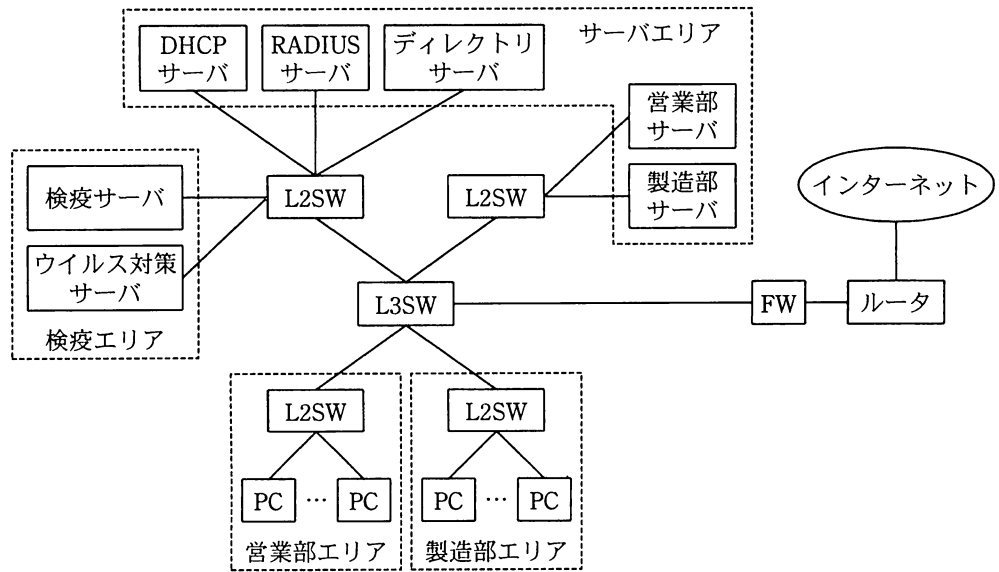 DHCP
サーバ
RADIUS
サーバ
ディレクトリ
サーバ
サーバエリア
営業部
サーバ
製造部
サーバ
インターネット
検疫サーバ
ウイルス対策
サーバ
検疫エリア
L2SW
L2SW
L3SW
FW
ルータ
L2SW
L2SW
PC … PC
PC … PC
営業部エリア
製造部エリア